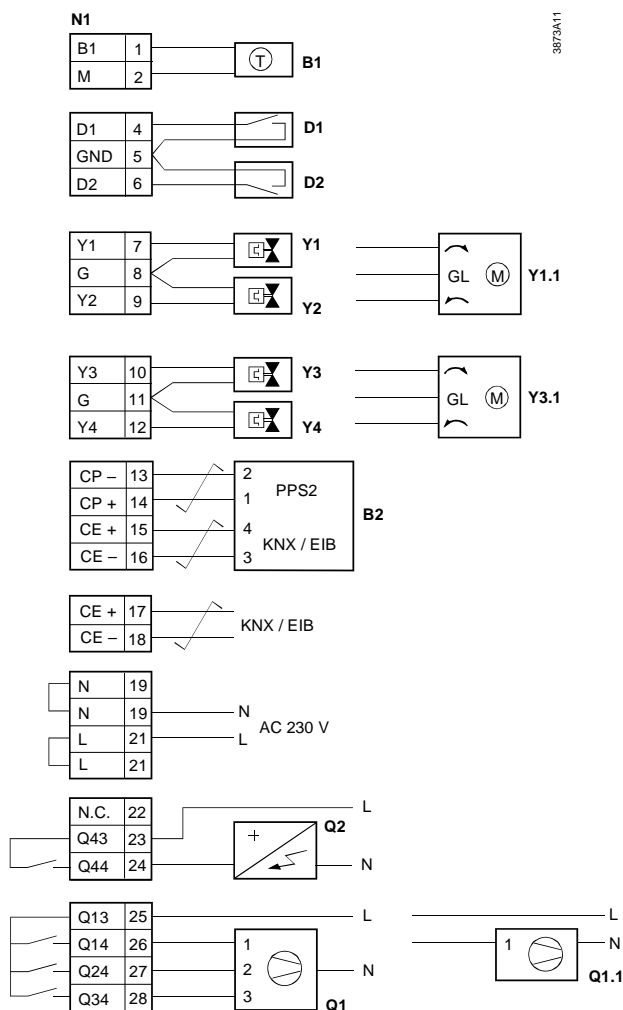 N1
3873A11
B1 1
M 2
T
B1
D1 4
GND 5
D2 6
D1
D2
Y1 7
G 8
Y2 9
Y1
Y2
GL M Y1.1
Y3 10
G 11
Y4 12
Y3
Y4
GL M Y3.1
CP – 13
CP + 14
CE + 15
CE – 16
2
1
4
3
PPS2
KNX / EIB
B2
CE + 17
CE – 18
KNX / EIB
N 19
N 19
L 21
L 21
N
L
AC 230 V
N.C. 22
Q43 23
Q44 24
L
+
Q2
N
Q13 25
Q14 26
Q24 27
Q34 28
L
1
2
3
N
Q1
L
1
N
Q1.1